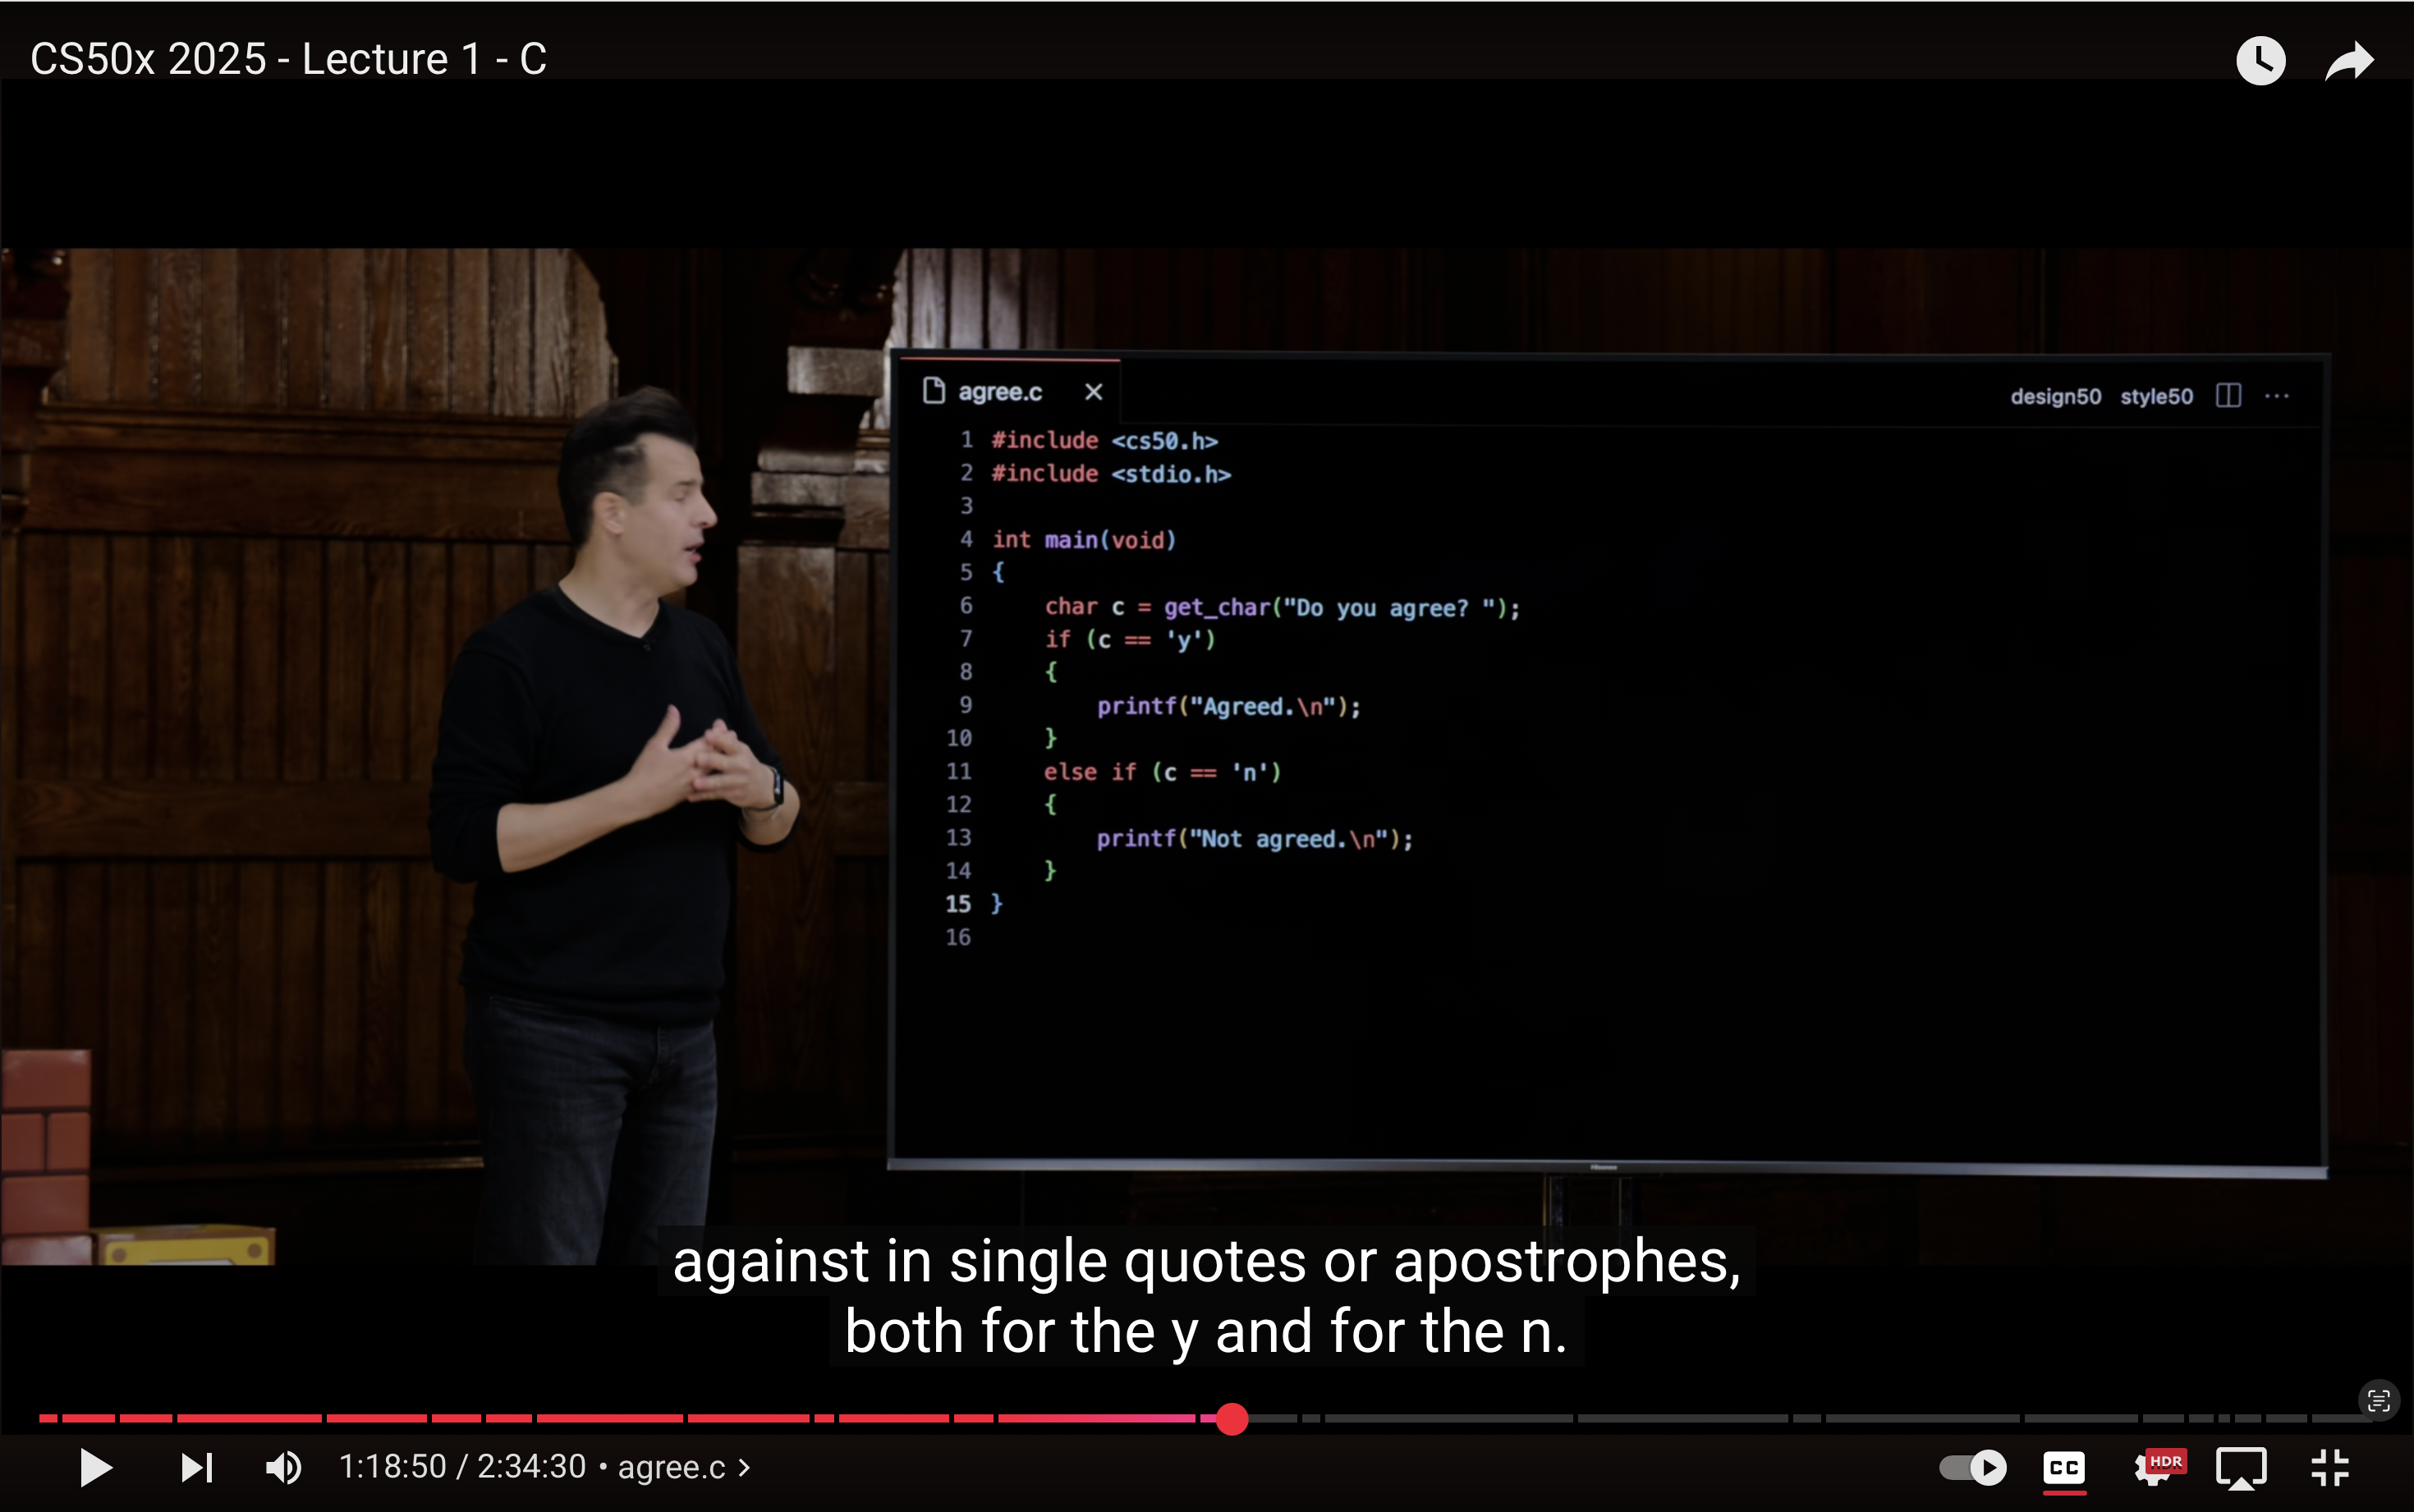 CS50x 2025 - Lecture 1 - C
agree.c
design50 style50
1 #include <cs50.h>
2 #include <stdio.h>
3
4 int main(void)
5 {
6     char c = get_char("Do you agree? ");
7     if (c == 'y')
8     {
9         printf("Agreed.\n");
10     }
11     else if (c == 'n')
12     {
13         printf("Not agreed.\n");
14     }
15 }
16
Hisense
against in single quotes or apostrophes,
both for the y and for the n.
1:18:50 / 2:34:30 • agree.c
CC
HDR